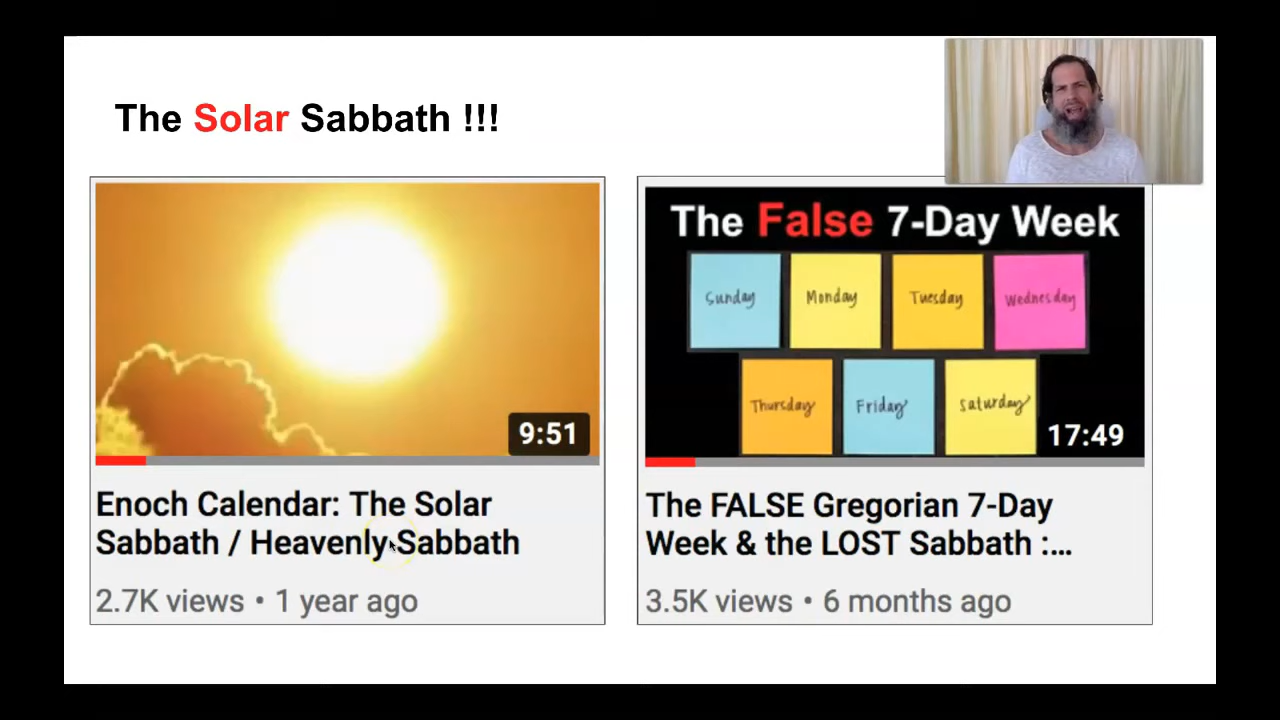 The Solar Sabbath !!!
9:51
Enoch Calendar: The Solar
Sabbath / Heavenly Sabbath
2.7K views • 1 year ago
The False 7-Day Week
Sunday
Monday
Tuesday
Wednesday
Thursday
Friday
Saturday
17:49
The FALSE Gregorian 7-Day
Week & the LOST Sabbath :...
3.5K views • 6 months ago